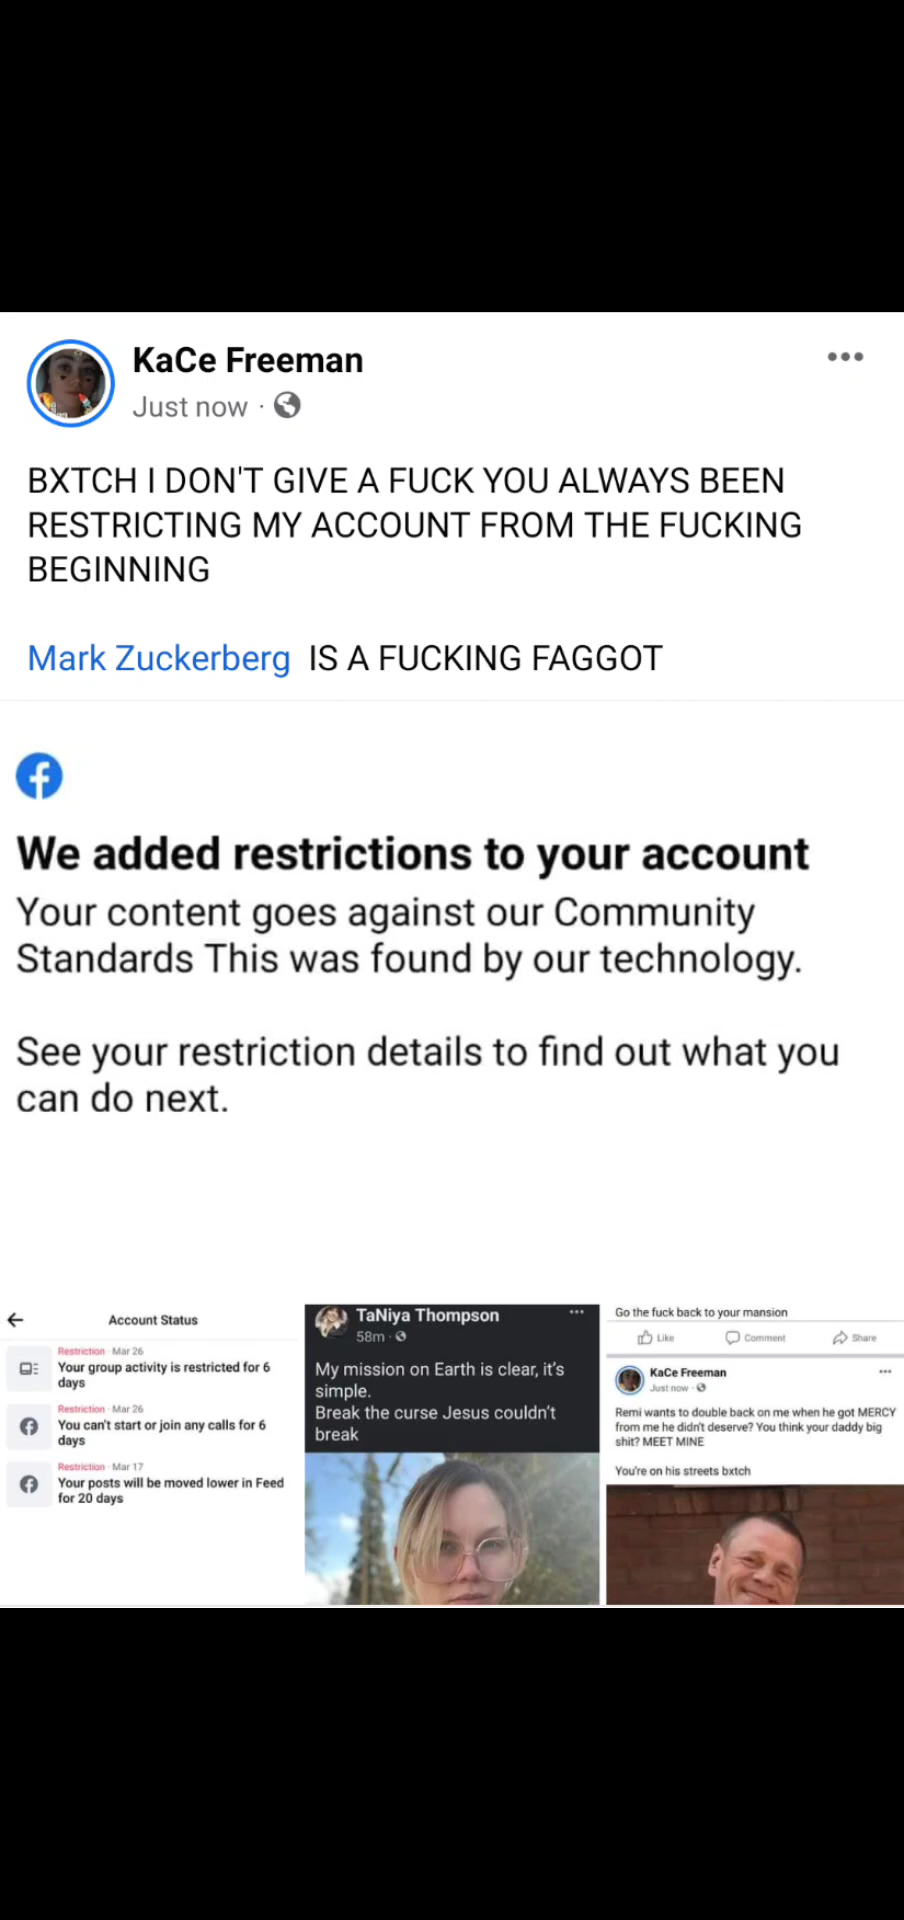 KaCe Freeman
Just now ·
BXTCH I DON'T GIVE A FUCK YOU ALWAYS BEEN
RESTRICTING MY ACCOUNT FROM THE FUCKING
BEGINNING
Mark Zuckerberg IS A FUCKING FAGGOT
We added restrictions to your account
Your content goes against our Community
Standards This was found by our technology.
See your restriction details to find out what you
can do next.
Account Status
Restriction · Mar 26
Your group activity is restricted for 6
days
Restriction · Mar 26
You can't start or join any calls for 6
days
Restriction · Mar 17
Your posts will be moved lower in Feed
for 20 days
TaNiya Thompson
58m ·
My mission on Earth is clear, it's
simple.
Break the curse Jesus couldn't
break
Go the fuck back to your mansion
Like Comment Share
KaCe Freeman
Just now ·
Remi wants to double back on me when he got MERCY
from me he didn't deserve? You think your daddy big
shit? MEET MINE
You're on his streets bxtch